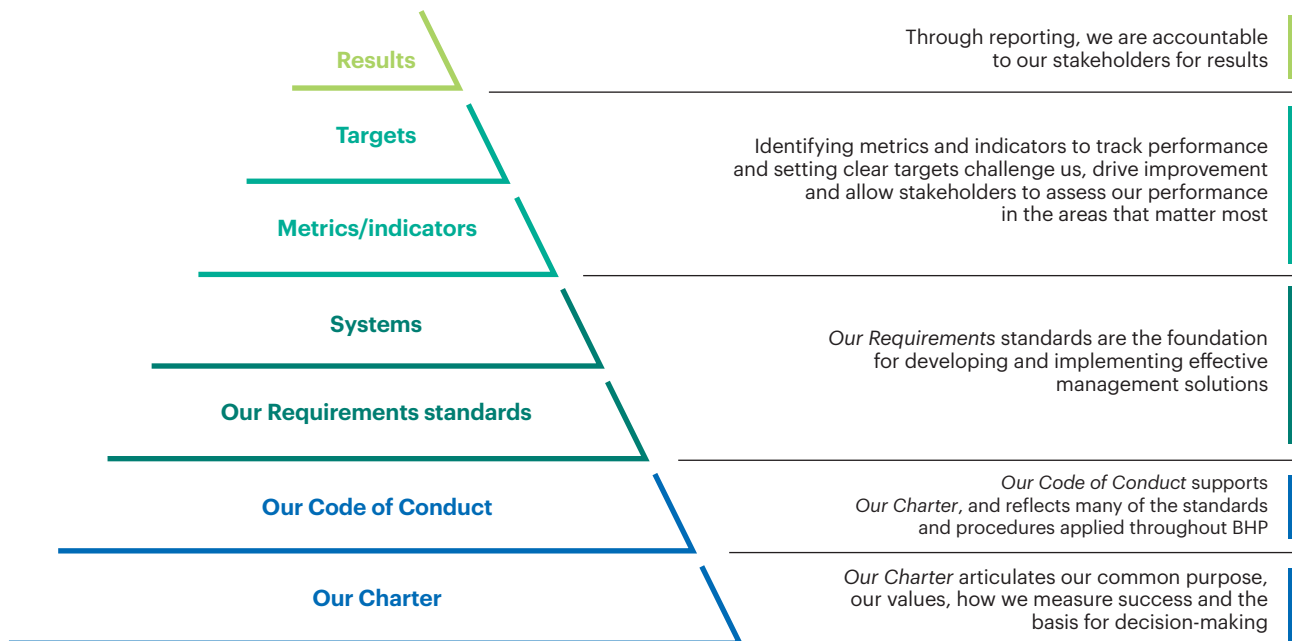 Results
Through reporting, we are accountable
to our stakeholders for results
Targets
Metrics/indicators
Identifying metrics and indicators to track performance
and setting clear targets challenge us, drive improvement
and allow stakeholders to assess our performance
in the areas that matter most
Systems
Our Requirements standards
Our Requirements standards are the foundation
for developing and implementing effective
management solutions
Our Code of Conduct
Our Code of Conduct supports
Our Charter, and reflects many of the standards
and procedures applied throughout BHP
Our Charter
Our Charter articulates our common purpose,
our values, how we measure success and the
basis for decision-making